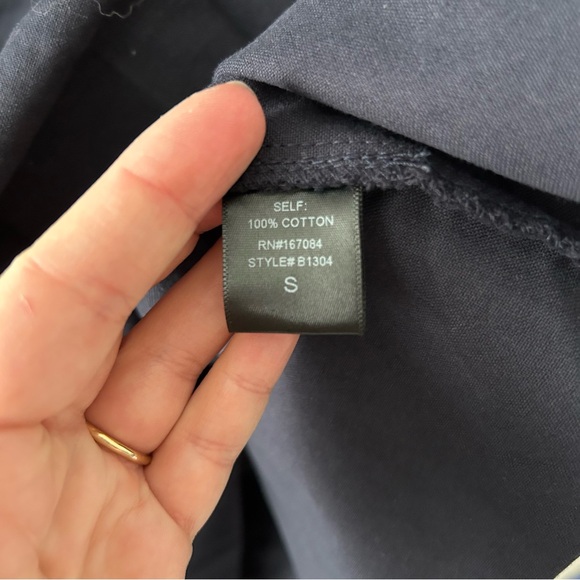 SELF:
100% COTTON
RN#167084
STYLE# B1304
S